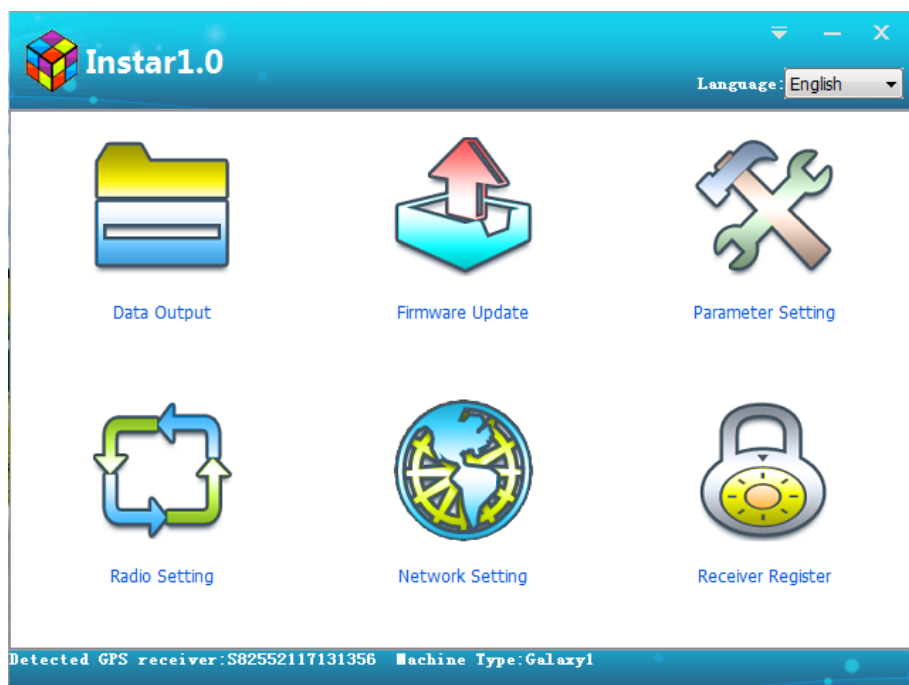 Instar1.0
Language: English
Data Output
Firmware Update
Parameter Setting
Radio Setting
Network Setting
Receiver Register
Detected GPS receiver:S82552117131356 Machine Type:Galaxy1